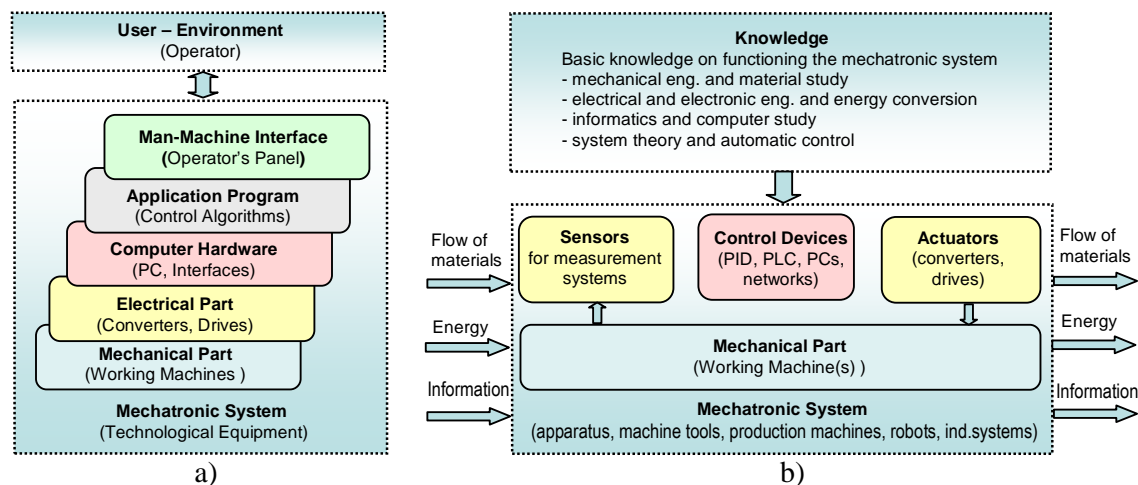 User – Environment
(Operator)
Man-Machine Interface
(Operator's Panel)
Application Program
(Control Algorithms)
Computer Hardware
(PC, Interfaces)
Electrical Part
(Converters, Drives)
Mechanical Part
(Working Machines )
Mechatronic System
(Technological Equipment)
a)
Knowledge
Basic knowledge on functioning the mechatronic system
- mechanical eng. and material study
- electrical and electronic eng. and energy conversion
- informatics and computer study
- system theory and automatic control
Flow of
materials
Energy
Information
Sensors
for measurement
systems
Control Devices
(PID, PLC, PCs,
networks)
Actuators
(converters,
drives)
Mechanical Part
(Working Machine(s) )
Mechatronic System
(apparatus, machine tools, production machines, robots, ind.systems)
Flow of
materials
Energy
Information
b)